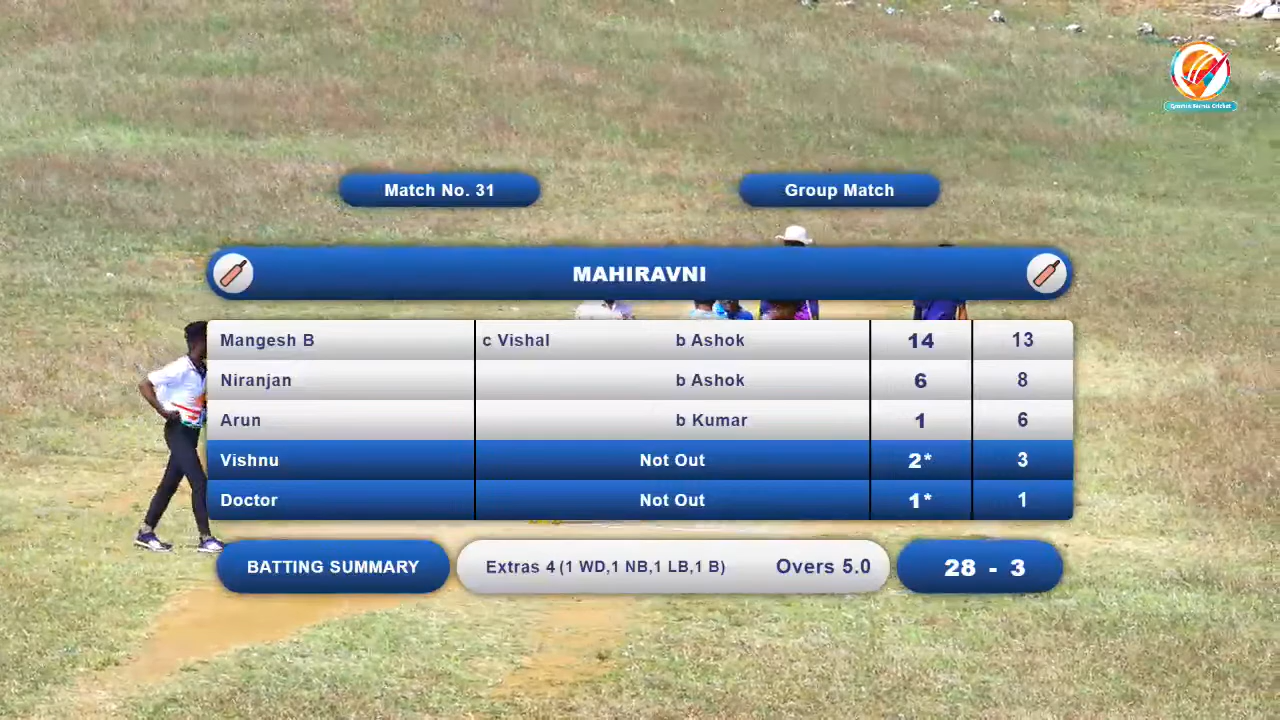 Match No. 31
Group Match
MAHIRAVNI
Mangesh B c Vishal b Ashok 14 13
Niranjan b Ashok 6 8
Arun b Kumar 1 6
Vishnu Not Out 2* 3
Doctor Not Out 1* 1
BATTING SUMMARY Extras 4 (1 WD,1 NB,1 LB,1 B) Overs 5.0 28 - 3